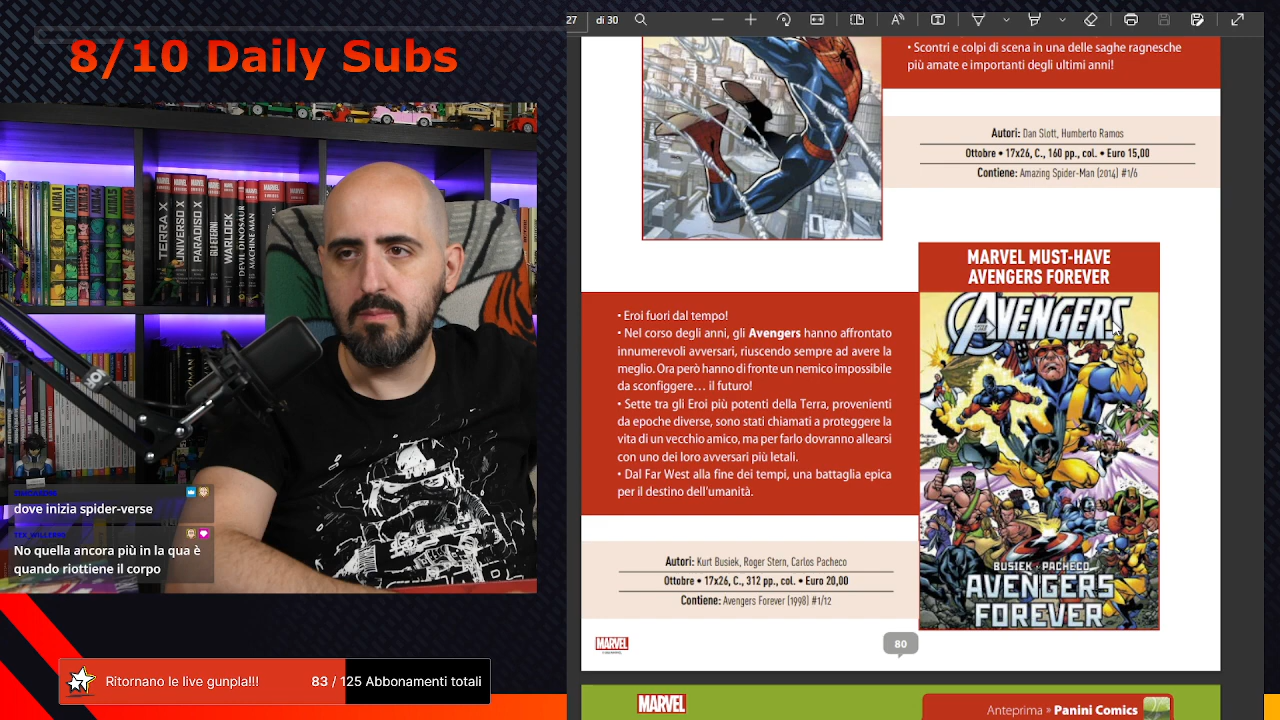 8/10 Daily Subs
TERRA X
UNIVERSO X
PARADISO X
GLI ETERNI
WARLOCK
DEVIL DINOSAUR
MACHINE MAN
dove inizia spider-verse
No quella ancora più in la qua è
quando riottiene il corpo
Ritornano le live gunpla!!!
83 / 125 Abbonamenti totali
27 di 30
• Scontri e colpi di scena in una delle saghe ragnesche
più amate e importanti degli ultimi anni!
Autori: Dan Slott, Humberto Ramos
Ottobre • 17x26, C., 160 pp., col. • Euro 15,00
Contiene: Amazing Spider-Man (2014) #1/6
MARVEL MUST-HAVE
AVENGERS FOREVER
• Eroi fuori dal tempo!
• Nel corso degli anni, gli Avengers hanno affrontato
innumerevoli avversari, riuscendo sempre ad avere la
meglio. Ora però hanno di fronte un nemico impossibile
da sconfiggere… il futuro!
• Sette tra gli Eroi più potenti della Terra, provenienti
da epoche diverse, sono stati chiamati a proteggere la
vita di un vecchio amico, ma per farlo dovranno allearsi
con uno dei loro avversari più letali.
• Dal Far West alla fine dei tempi, una battaglia epica
per il destino dell'umanità.
AVENGERS
BUSIEK • PACHECO
AVENGERS
FOREVER
Autori: Kurt Busiek, Roger Stern, Carlos Pacheco
Ottobre • 17x26, C., 312 pp., col. • Euro 20,00
Contiene: Avengers Forever (1998) #1/12
MARVEL
80
MARVEL
Anteprima » Panini Comics